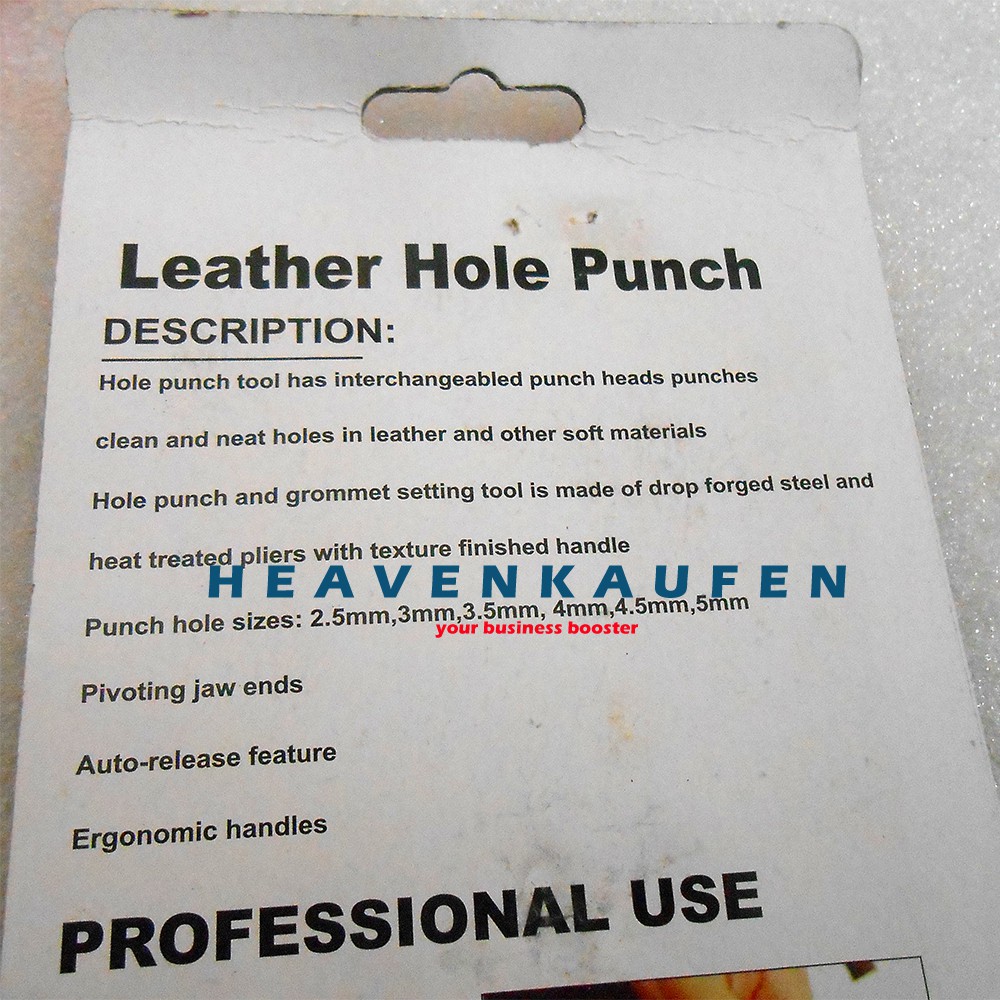 Leather Hole Punch
DESCRIPTION:
Hole punch tool has interchangeabled punch heads punches
clean and neat holes in leather and other soft materials
Hole punch and grommet setting tool is made of drop forged steel and
heat treated pliers with texture finished handle
HEAVENKAUFEN
Punch hole sizes: 2.5mm,3mm,3.5mm, 4mm,4.5mm,5mm
your business booster
Pivoting jaw ends
Auto-release feature
Ergonomic handles
PROFESSIONAL USE